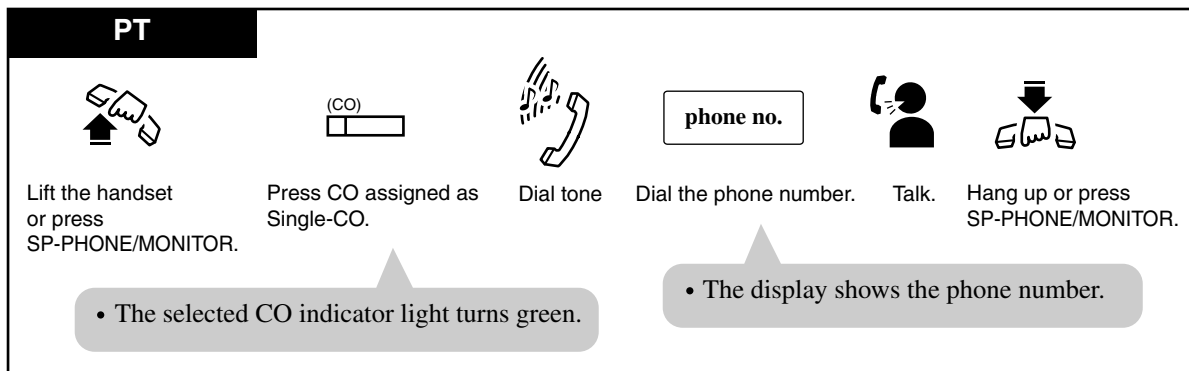 PT
(CO)
phone no.
Lift the handset
or press
SP-PHONE/MONITOR.
Press CO assigned as
Single-CO.
Dial tone
Dial the phone number.
Talk.
Hang up or press
SP-PHONE/MONITOR.
• The selected CO indicator light turns green.
• The display shows the phone number.